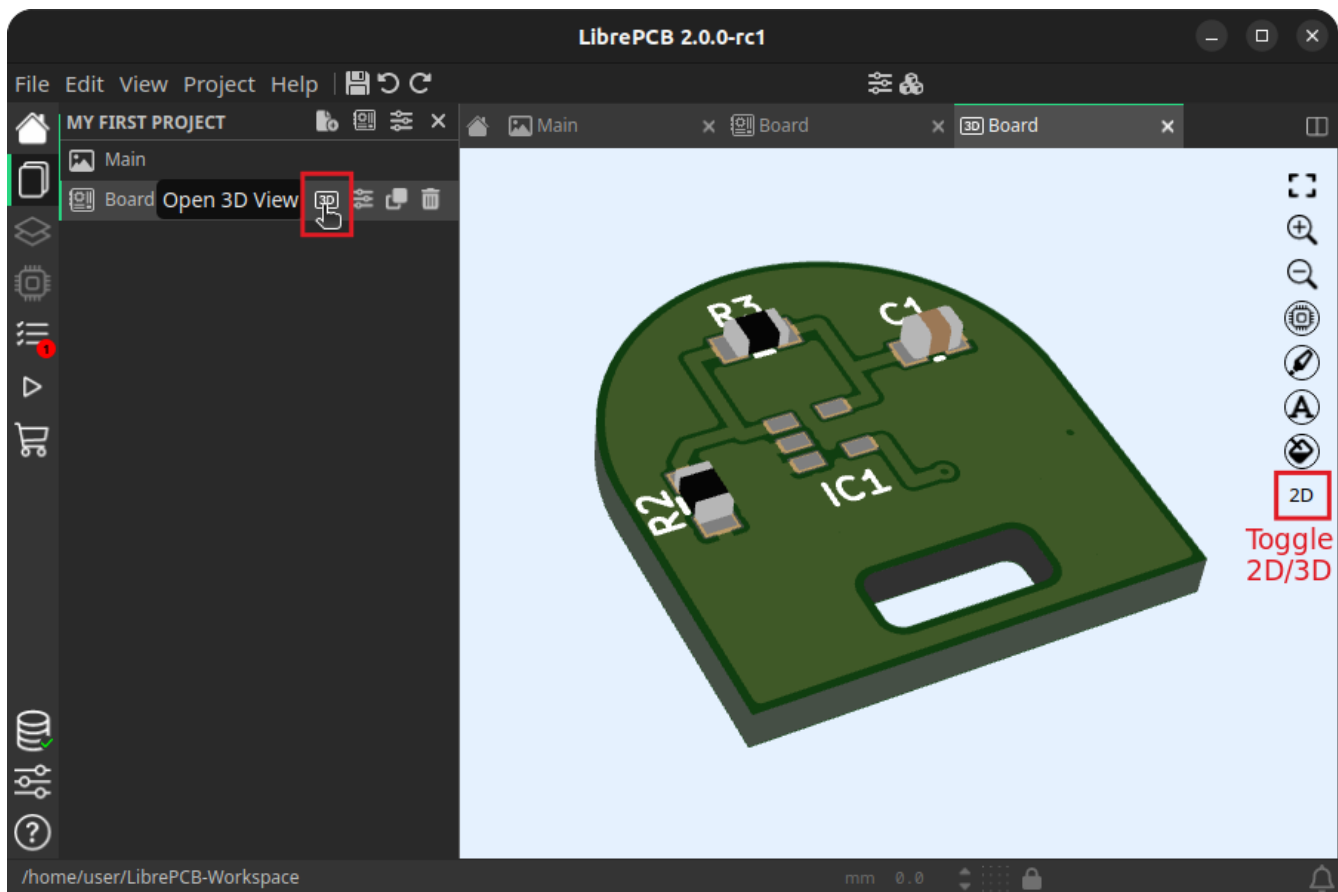 LibrePCB 2.0.0-rc1
File Edit View Project Help
MY FIRST PROJECT
Main
Board
3D Board
Main
Board Open 3D View 3D
R3
C1
A
1
2D
IC1
R2
Toggle
2D/3D
?
/home/user/LibrePCB-Workspace
mm 0.0